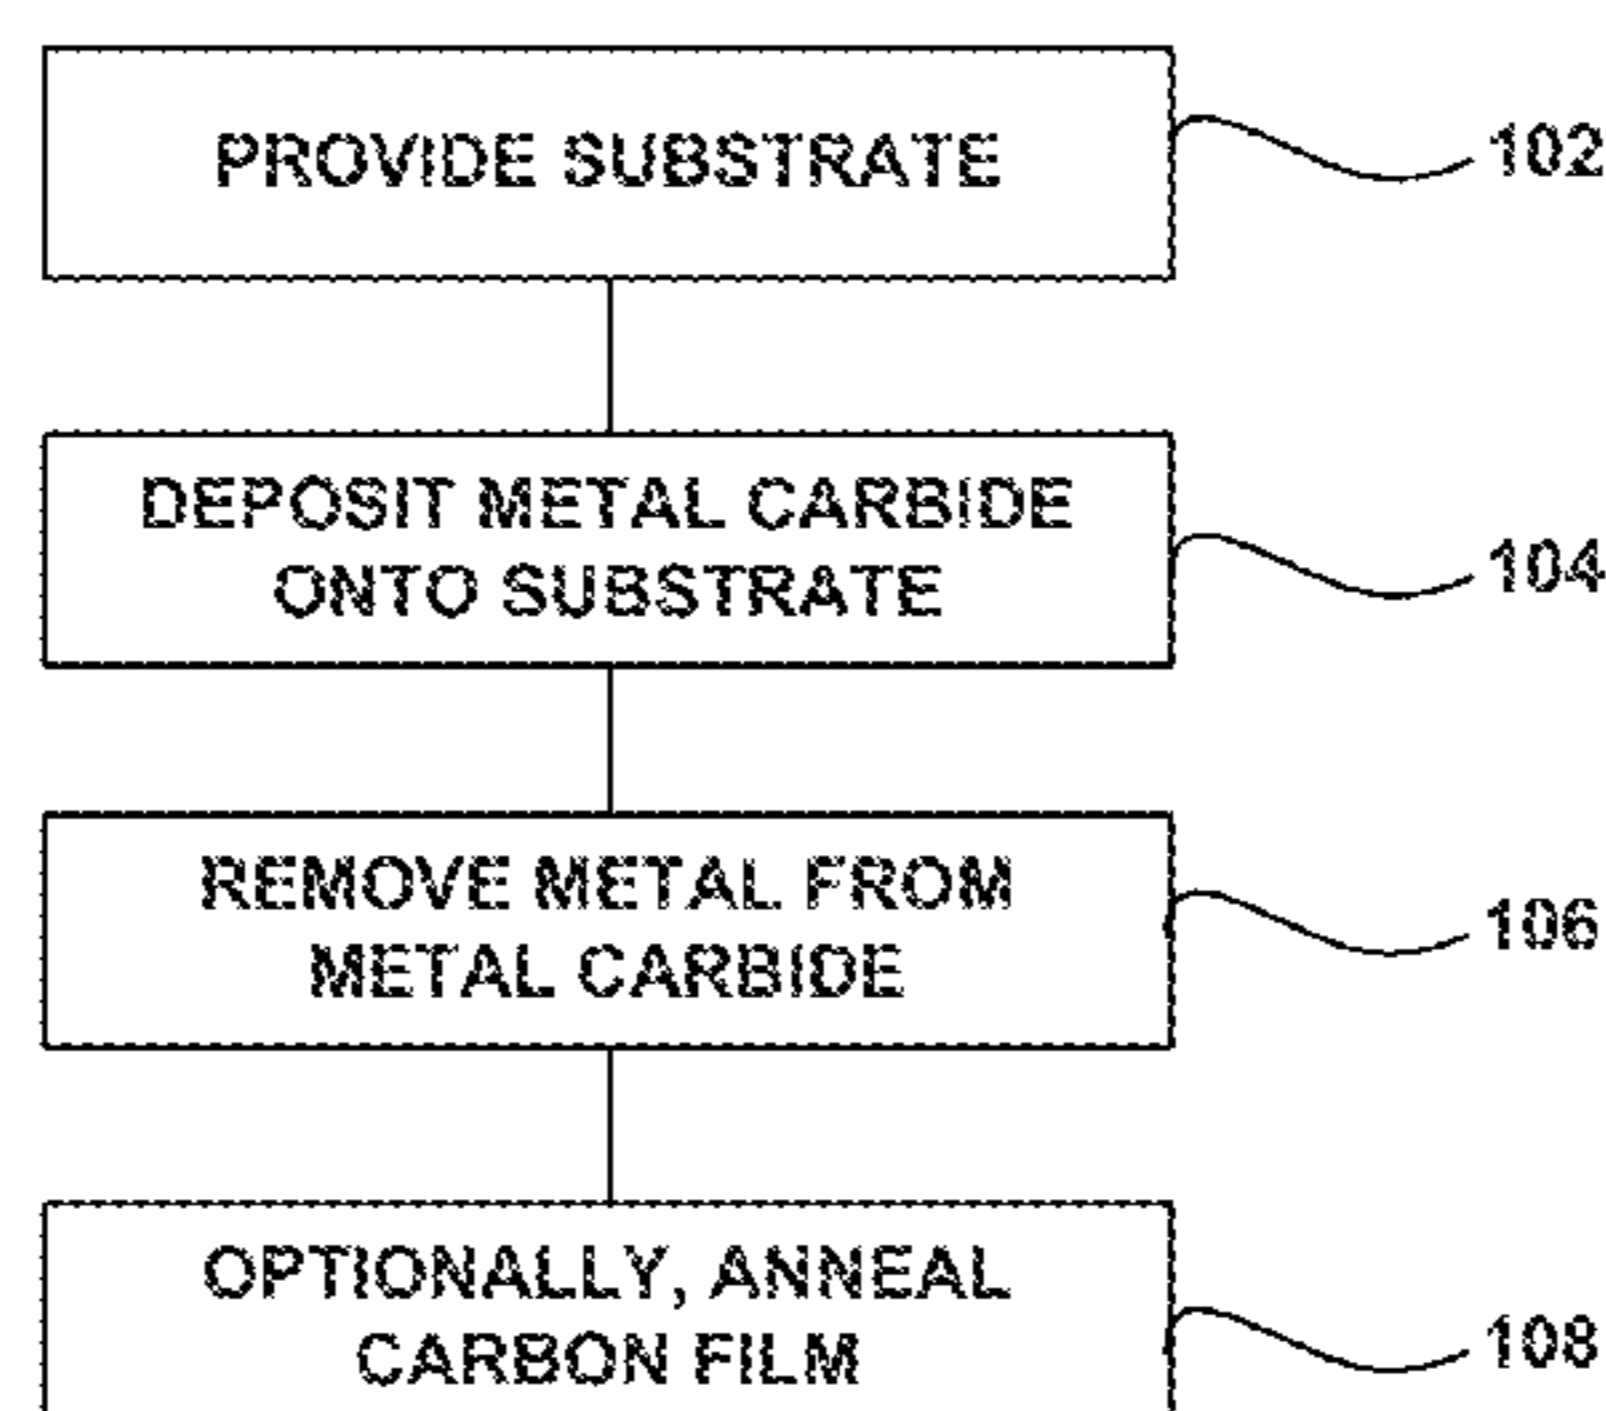 PROVIDE SUBSTRATE
102
DEPOSIT METAL CARBIDE
ONTO SUBSTRATE
104
REMOVE METAL FROM
METAL CARBIDE
106
OPTIONALLY, ANNEAL
CARBON FILM
108